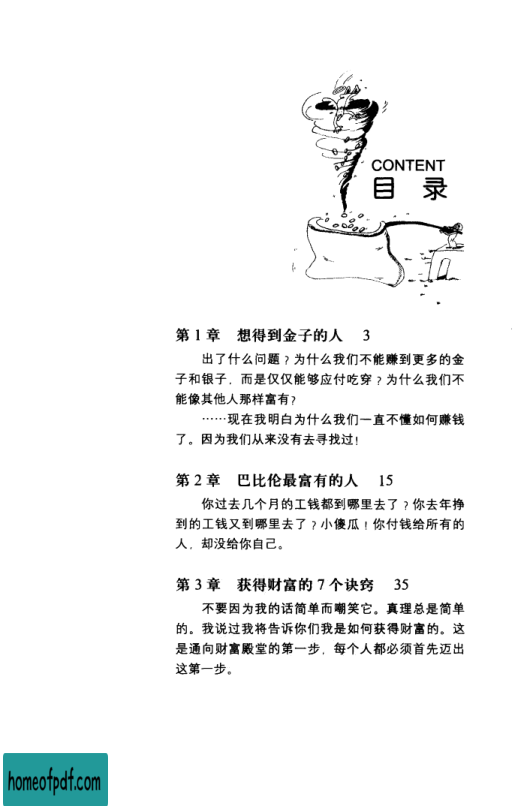 CONTENT
目 录
第1章 想得到金子的人 3
出了什么问题？为什么我们不能赚到更多的金
子和银子，而是仅仅能够应付吃穿？为什么我们不
能像其他人那样富有？
……现在我明白为什么我们一直不懂如何赚钱
了。因为我们从来没有去寻找过！
第2章 巴比伦最富有的人 15
你过去几个月的工钱都到哪里去了？你去年挣
到的工钱又到哪里去了？小傻瓜！你付钱给所有的
人，却没给你自己。
第3章 获得财富的7个诀窍 35
不要因为我的话简单而嘲笑它。真理总是简单
的。我说过我将告诉你们我是如何获得财富的。这
是通向财富殿堂的第一步，每个人都必须首先迈出
这第一步。
homeofpdf.com